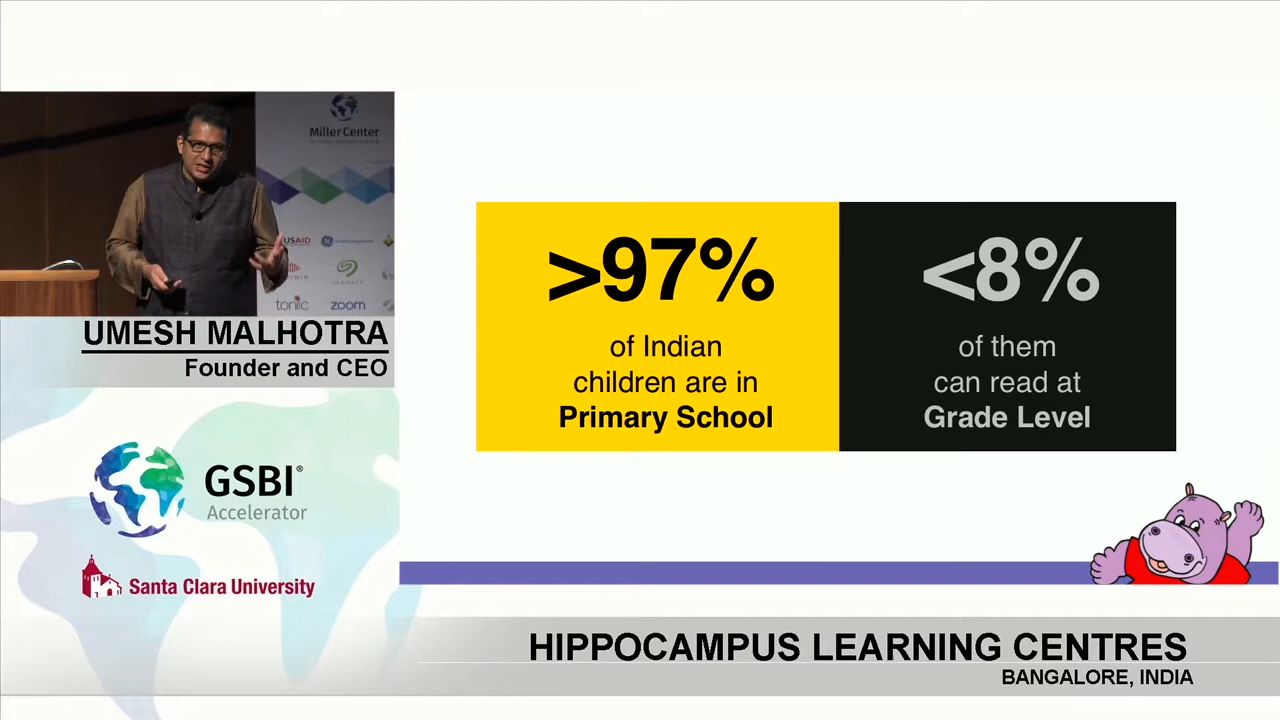 Miller Center
USAID
tonic
zoom
UMESH MALHOTRA
Founder and CEO
GSBI®
Accelerator
Santa Clara University
>97%
of Indian
children are in
Primary School
<8%
of them
can read at
Grade Level
HIPPOCAMPUS LEARNING CENTRES
BANGALORE, INDIA